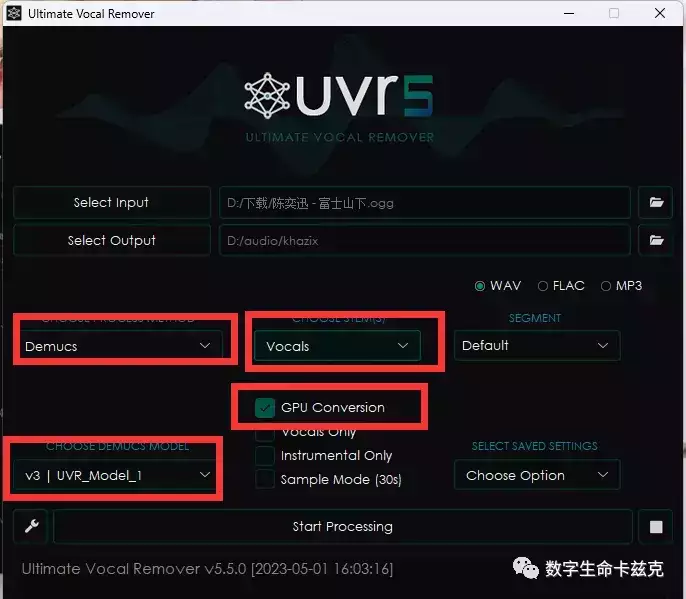 Ultimate Vocal Remover
uvr5
ULTIMATE VOCAL REMOVER
Select Input
D:/下载/陈奕迅 - 富士山下.ogg
Select Output
D:/audio/khazix
WAV
FLAC
MP3
CHOOSE PROCESS METHOD
CHOOSE STEM(S)
SEGMENT
Demucs
Vocals
Default
GPU Conversion
Vocals Only
CHOOSE DEMUCS MODEL
Instrumental Only
SELECT SAVED SETTINGS
v3 | UVR_Model_1
Sample Mode (30s)
Choose Option
Start Processing
Ultimate Vocal Remover v5.5.0 [2023-05-01 16:03:16]
数字生命卡兹克